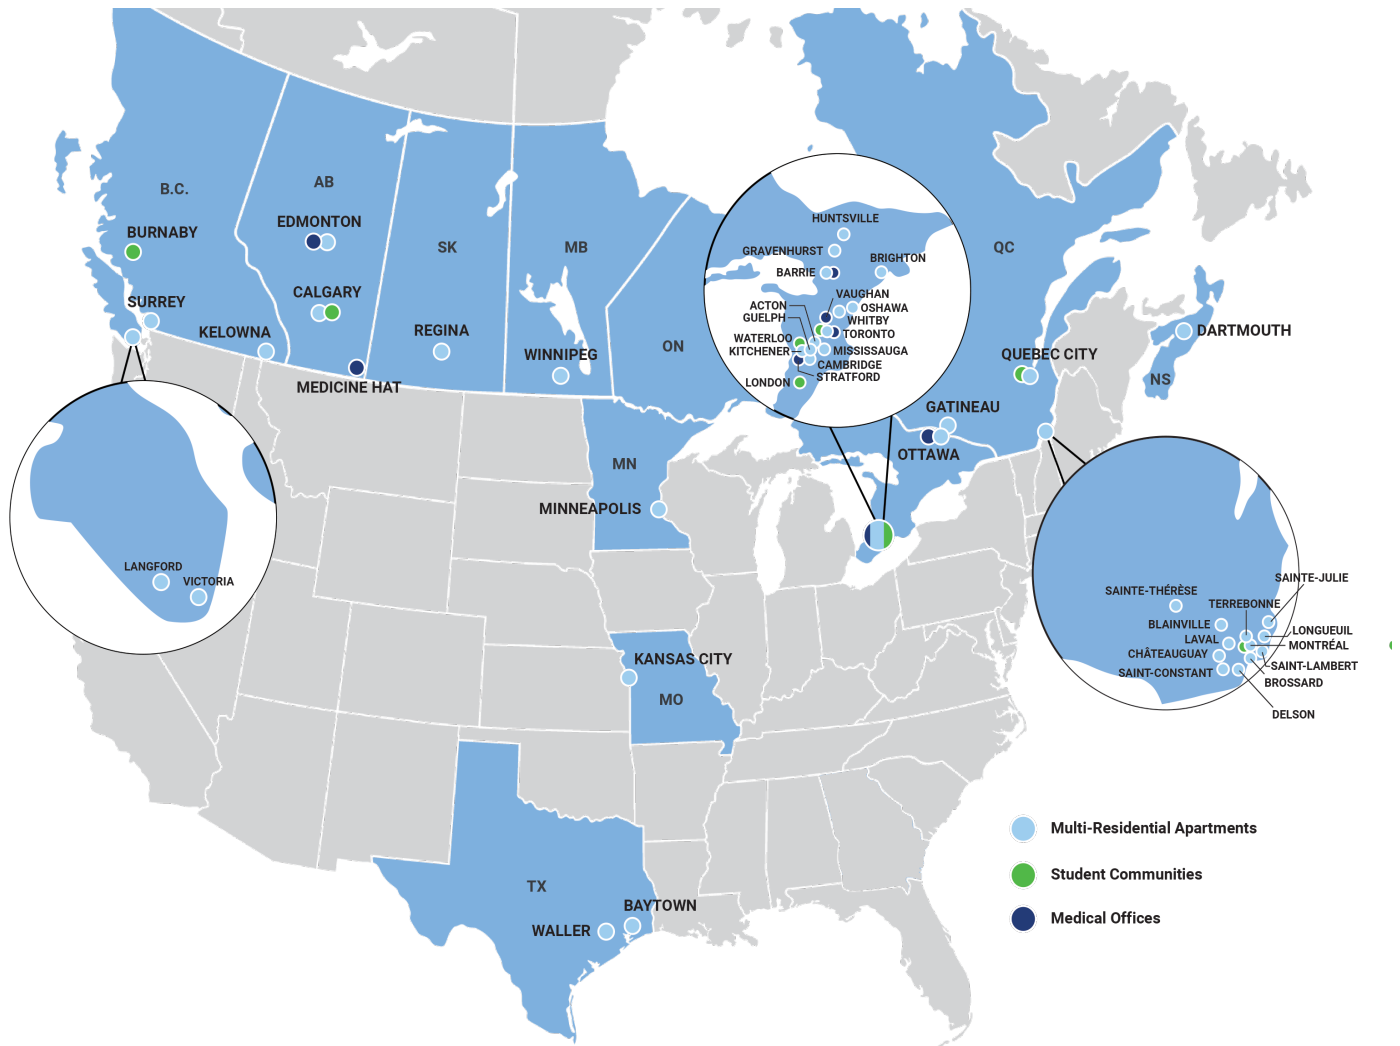 B.C.
AB
SK
MB
ON
QC
NS
MN
MO
TX
BURNABY
EDMONTON
SURREY
CALGARY
KELOWNA
REGINA
MEDICINE HAT
WINNIPEG
MINNEAPOLIS
KANSAS CITY
WALLER
BAYTOWN
LANGFORD
VICTORIA
HUNTSVILLE
GRAVENHURST
BRIGHTON
BARRIE
VAUGHAN
ACTON
OSHAWA
GUELPH
WHITBY
TORONTO
WATERLOO
KITCHENER
MISSISSAUGA
CAMBRIDGE
STRATFORD
LONDON
DARTMOUTH
QUEBEC CITY
GATINEAU
OTTAWA
SAINTE-JULIE
SAINTE-THÉRÈSE
TERREBONNE
BLAINVILLE
LONGUEUIL
LAVAL
MONTRÉAL
CHÂTEAUGUAY
SAINT-LAMBERT
SAINT-CONSTANT
BROSSARD
DELSON
Multi-Residential Apartments
Student Communities
Medical Offices